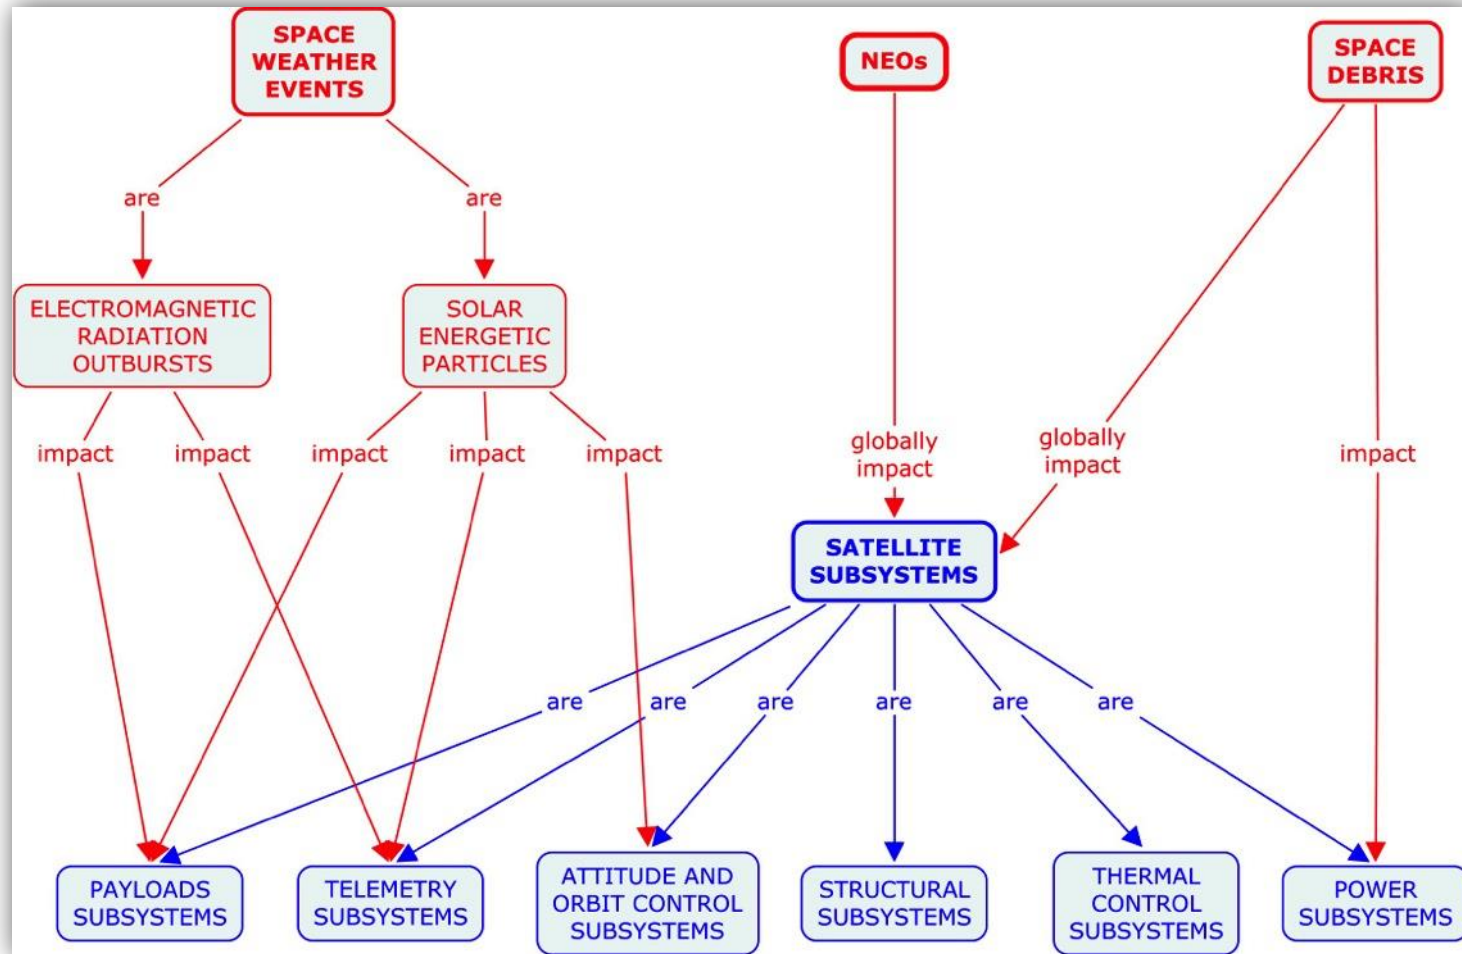 SPACE
WEATHER
EVENTS
NEOs
SPACE
DEBRIS
are
are
ELECTROMAGNETIC
RADIATION
OUTBURSTS
SOLAR
ENERGETIC
PARTICLES
impact
impact
impact
impact
impact
globally
impact
globally
impact
impact
SATELLITE
SUBSYSTEMS
are
are
are
are
are
are
PAYLOADS
SUBSYSTEMS
TELEMETRY
SUBSYSTEMS
ATTITUDE AND
ORBIT CONTROL
SUBSYSTEMS
STRUCTURAL
SUBSYSTEMS
THERMAL
CONTROL
SUBSYSTEMS
POWER
SUBSYSTEMS